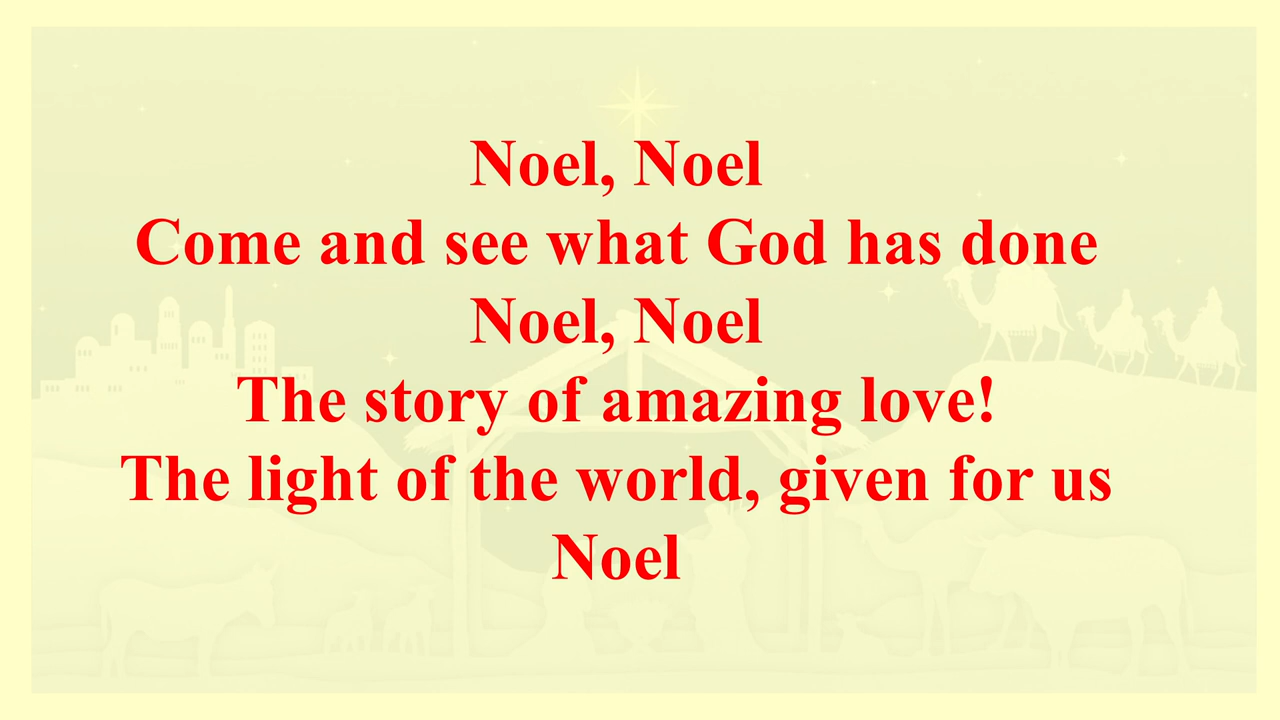 Noel, Noel
Come and see what God has done
Noel, Noel
The story of amazing love!
The light of the world, given for us
Noel